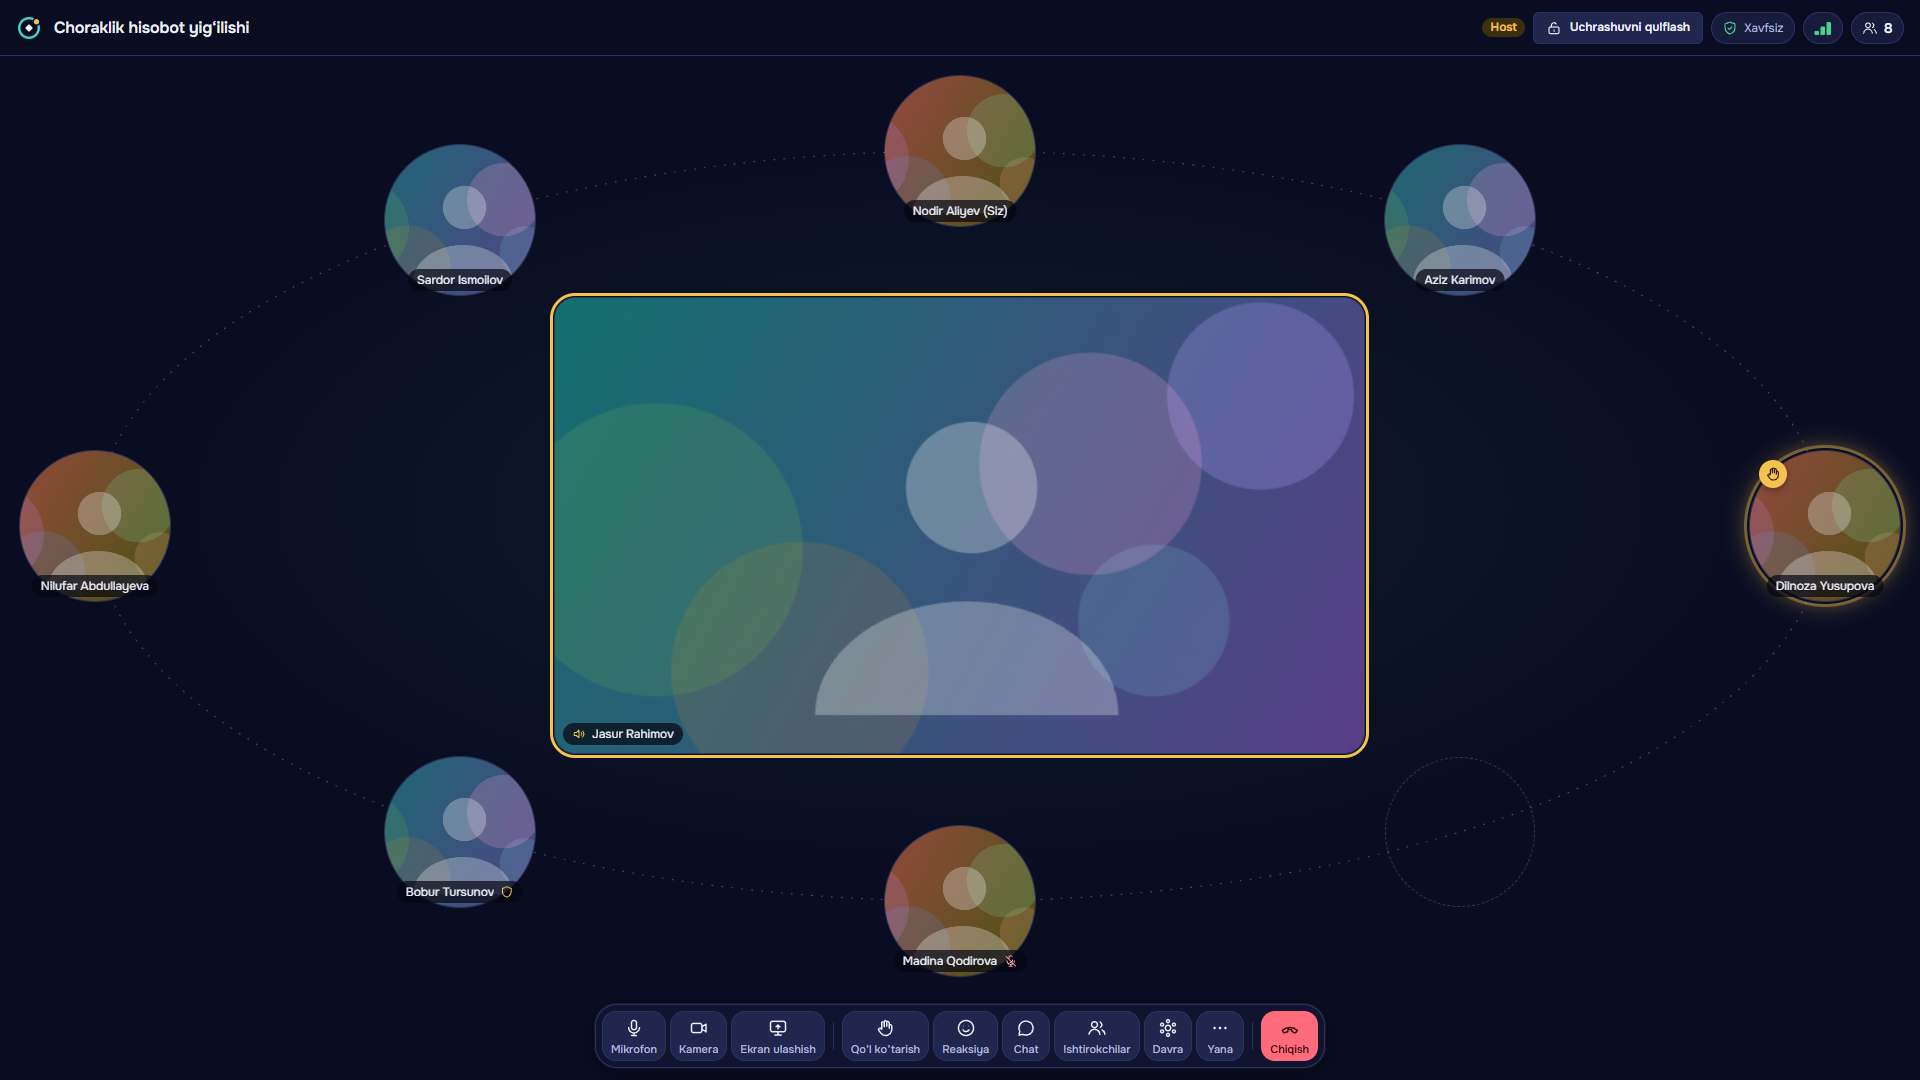 Choraklik hisobot yig‘ilishi
Host
Uchrashuvni qulflash
Xavfsiz
8
Nodir Aliyev (Siz)
Sardor Ismoilov
Aziz Karimov
Nilufar Abdullayeva
Dilnoza Yusupova
Jasur Rahimov
Bobur Tursunov
Madina Qodirova
Mikrofon
Kamera
Ekran ulashish
Qo‘l ko‘tarish
Reaksiya
Chat
Ishtirokchilar
Davra
Yana
Chiqish